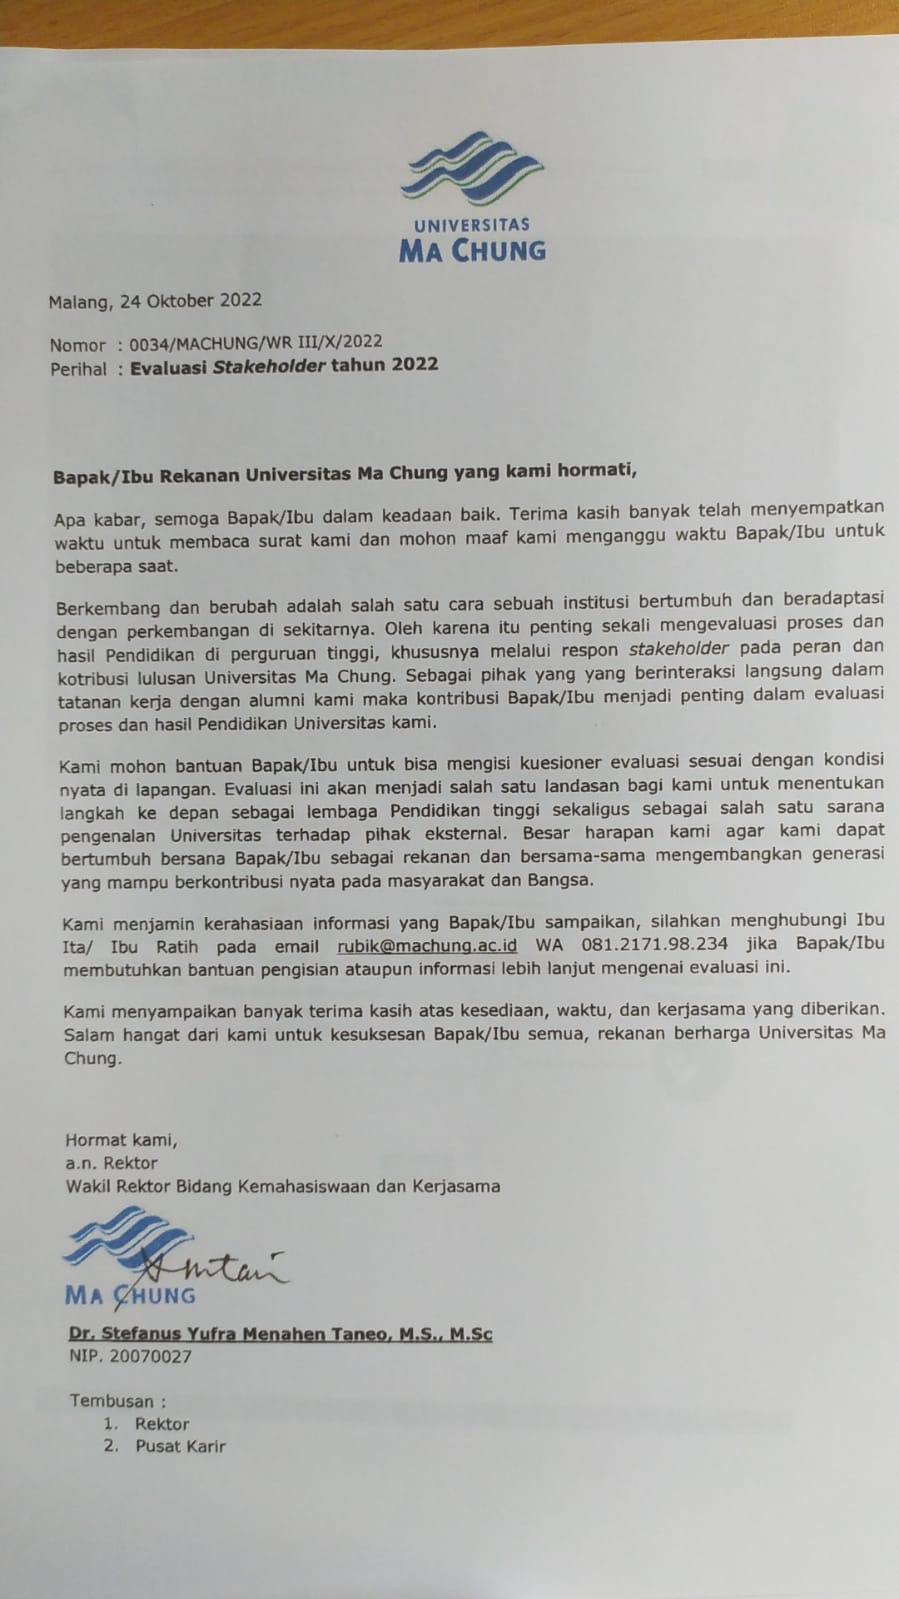 UNIVERSITAS
MA CHUNG
Malang, 24 Oktober 2022
Nomor : 0034/MACHUNG/WR III/X/2022
Perihal : Evaluasi Stakeholder tahun 2022
Bapak/Ibu Rekanan Universitas Ma Chung yang kami hormati,
Apa kabar, semoga Bapak/Ibu dalam keadaan baik. Terima kasih banyak telah menyempatkan
waktu untuk membaca surat kami dan mohon maaf kami menganggu waktu Bapak/Ibu untuk
beberapa saat.
Berkembang dan berubah adalah salah satu cara sebuah institusi bertumbuh dan beradaptasi
dengan perkembangan di sekitarnya. Oleh karena itu penting sekali mengevaluasi proses dan
hasil Pendidikan di perguruan tinggi, khususnya melalui respon stakeholder pada peran dan
kotribusi lulusan Universitas Ma Chung. Sebagai pihak yang yang berinteraksi langsung dalam
tatanan kerja dengan alumni kami maka kontribusi Bapak/Ibu menjadi penting dalam evaluasi
proses dan hasil Pendidikan Universitas kami.
Kami mohon bantuan Bapak/Ibu untuk bisa mengisi kuesioner evaluasi sesuai dengan kondisi
nyata di lapangan. Evaluasi ini akan menjadi salah satu landasan bagi kami untuk menentukan
langkah ke depan sebagai lembaga Pendidikan tinggi sekaligus sebagai salah satu sarana
pengenalan Universitas terhadap pihak eksternal. Besar harapan kami agar kami dapat
bertumbuh bersana Bapak/Ibu sebagai rekanan dan bersama-sama mengembangkan generasi
yang mampu berkontribusi nyata pada masyarakat dan Bangsa.
Kami menjamin kerahasiaan informasi yang Bapak/Ibu sampaikan, silahkan menghubungi Ibu
Ita/ Ibu Ratih pada email rubik@machung.ac.id WA 081.2171.98.234 jika Bapak/Ibu
membutuhkan bantuan pengisian ataupun informasi lebih lanjut mengenai evaluasi ini.
Kami menyampaikan banyak terima kasih atas kesediaan, waktu, dan kerjasama yang diberikan.
Salam hangat dari kami untuk kesuksesan Bapak/Ibu semua, rekanan berharga Universitas Ma
Chung.
Hormat kami,
a.n. Rektor
Wakil Rektor Bidang Kemahasiswaan dan Kerjasama
MA CHUNG
Dr. Stefanus Yufra Menahen Taneo, M.S., M.Sc
NIP. 20070027
Tembusan :
1. Rektor
2. Pusat Karir